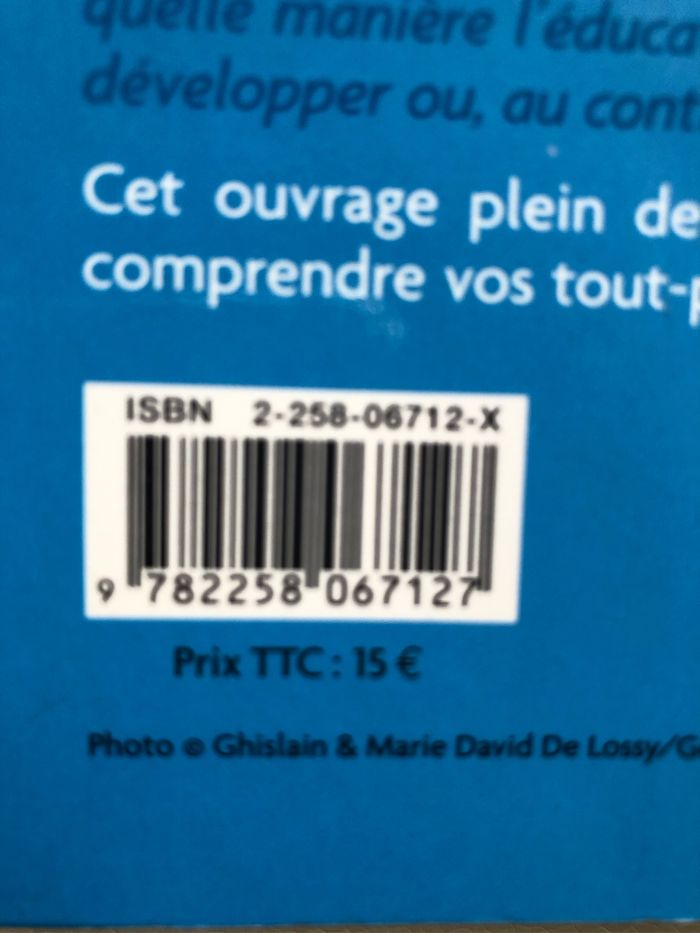 quelle manière l'éduca
développer ou, au cont
Cet ouvrage plein de
comprendre vos tout-p
ISBN 2-258-06712-X
9 782258 067127
Prix TTC : 15 €
Photo © Ghislain & Marie David De Lossy/G